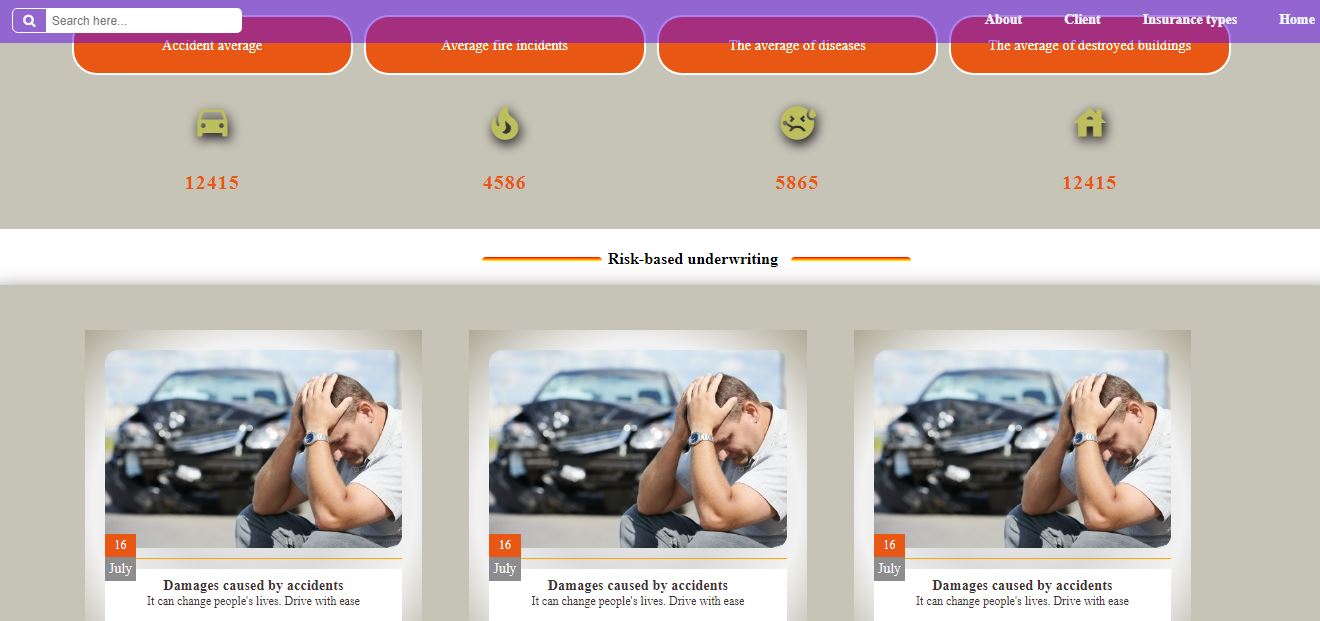 Search here...
About Client Insurance types Home
Accident average
Average fire incidents
The average of diseases
The average of destroyed buildings
12415
4586
5865
12415
Risk-based underwriting
16
July
Damages caused by accidents
It can change people's lives. Drive with ease
16
July
Damages caused by accidents
It can change people's lives. Drive with ease
16
July
Damages caused by accidents
It can change people's lives. Drive with ease